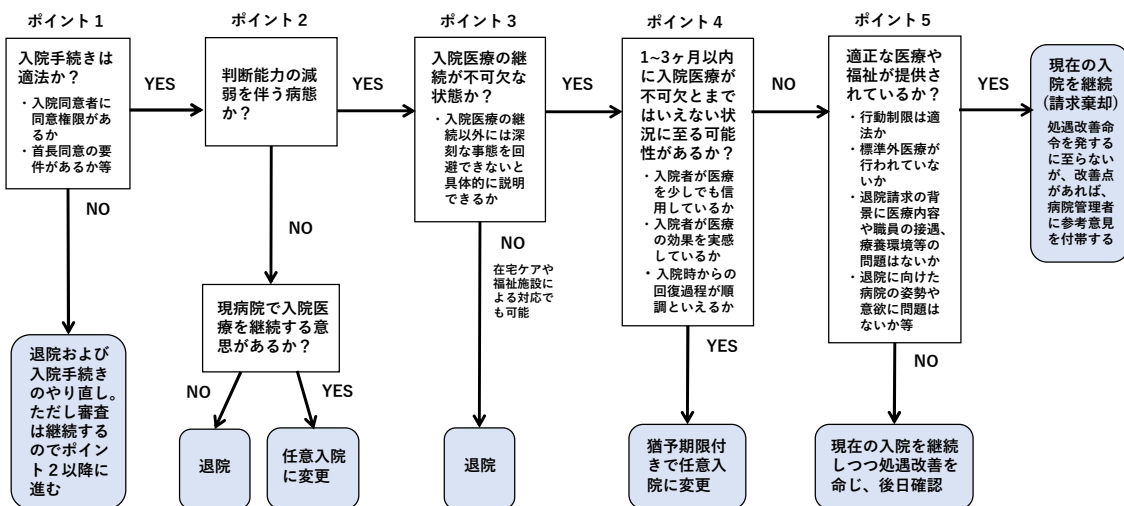 ポイント1
入院手続きは
適法か？
・入院同意者に
同意権限があ
るか
・首長同意の要
件があるか等
YES
NO
退院および
入院手続き
のやり直し。
ただし審査
は継続する
のでポイン
ト2以降に
進む
ポイント2
判断能力の減
弱を伴う病態
か？
YES
NO
現病院で入院医
療を継続する意
思があるか？
NO
YES
退院
任意入院
に変更
ポイント3
入院医療の継
続が不可欠な
状態か？
・入院医療の継
続以外には深
刻な事態を回
避できないと
具体的に説明
できるか
YES
NO
在宅ケアや
福祉施設に
よる対応で
も可能
退院
ポイント4
1~3ヶ月以内
に入院医療が
不可欠とまで
はいえない状
況に至る可能
性があるか？
・入院者が医療
を少しでも信
用しているか
・入院者が医療
の効果を実感
しているか
・入院時からの
回復過程が順
調といえるか
NO
YES
猶予期限付
きで任意入
院に変更
ポイント5
適正な医療や
福祉が提供さ
れているか？
・行動制限は適
法か
・標準外医療が
行われていな
いか
・退院請求の背
景に医療内容
や職員の接遇、
療養環境等の
問題はないか
・退院に向けた
病院の姿勢や
意欲に問題は
ないか等
YES
NO
現在の入院を継続
しつつ処遇改善を
命じ、後日確認
現在の入
院を継続
(請求棄却)
処遇改善命
令を発する
に至らない
が、改善点
があれば、
病院管理者
に参考意見
を付帯する